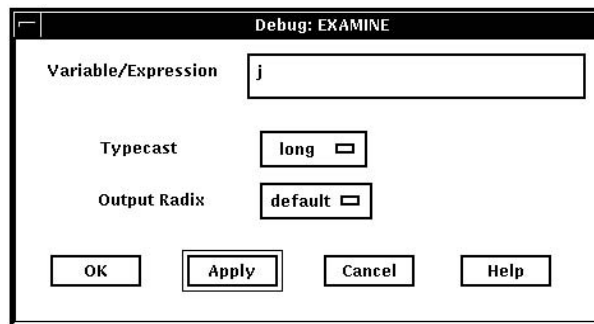 Debug: EXAMINE
Variable/Expression j
Typecast long
Output Radix default
OK Apply Cancel Help